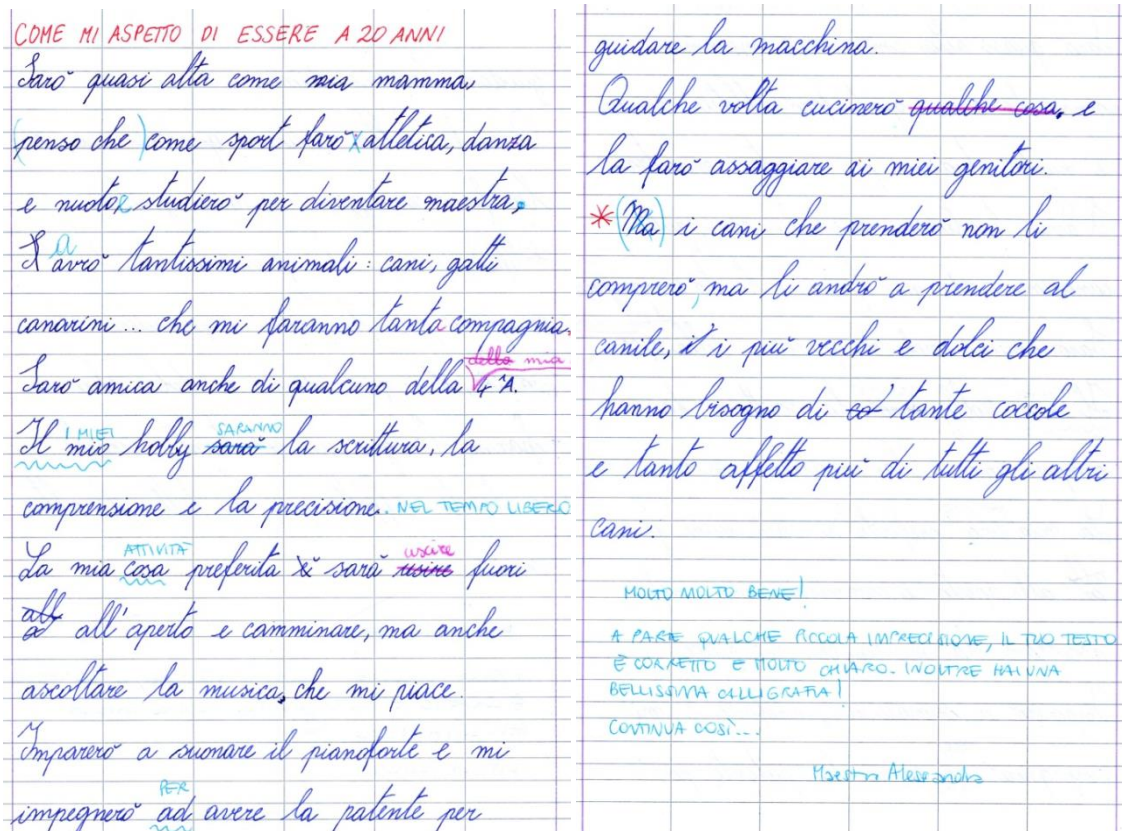 COME MI ASPETTO DI ESSERE A 20 ANNI
Sarò quasi alta come mia mamma,
(penso che) come sport farò atletica, danza
e nuoto e studierò per diventare maestra.
a
I avrò tantissimi animali: cani, gatti
canarini... che mi faranno tanta compagnia.
della mia
Sarò amica anche di qualcuno della 4ªA.
I MIEI SARANNO
Il mio hobby sarà la scrittura, la
comprensione e la precisione. NEL TEMPO LIBERO
ATTIVITÀ uscire
La mia cosa preferita è sarà usire fuori
all
a all'aperto e camminare, ma anche
ascoltare la musica, che mi piace.
Imparerò a suonare il pianoforte e mi
PER
impegnerò ad avere la patente per
guidare la macchina.
Qualche volta cucinerò qualche cosa, e
la farò assaggiare ai miei genitori.
* (Ma) i cani che prenderò non li
comprerò, ma li andrò a prendere al
canile, i più vecchi e dolci che
hanno bisogno di co tante coccole
e tanto affetto più di tutti gli altri
cani.
MOLTO MOLTO BENE!
A PARTE QUALCHE PICCOLA IMPRECISIONE, IL TUO TESTO
È CORRETTO E MOLTO CHIARO. INOLTRE HAI UNA
BELLISSIMA CALLIGRAFIA!
CONTINUA COSÌ...
Maestra Alessandra